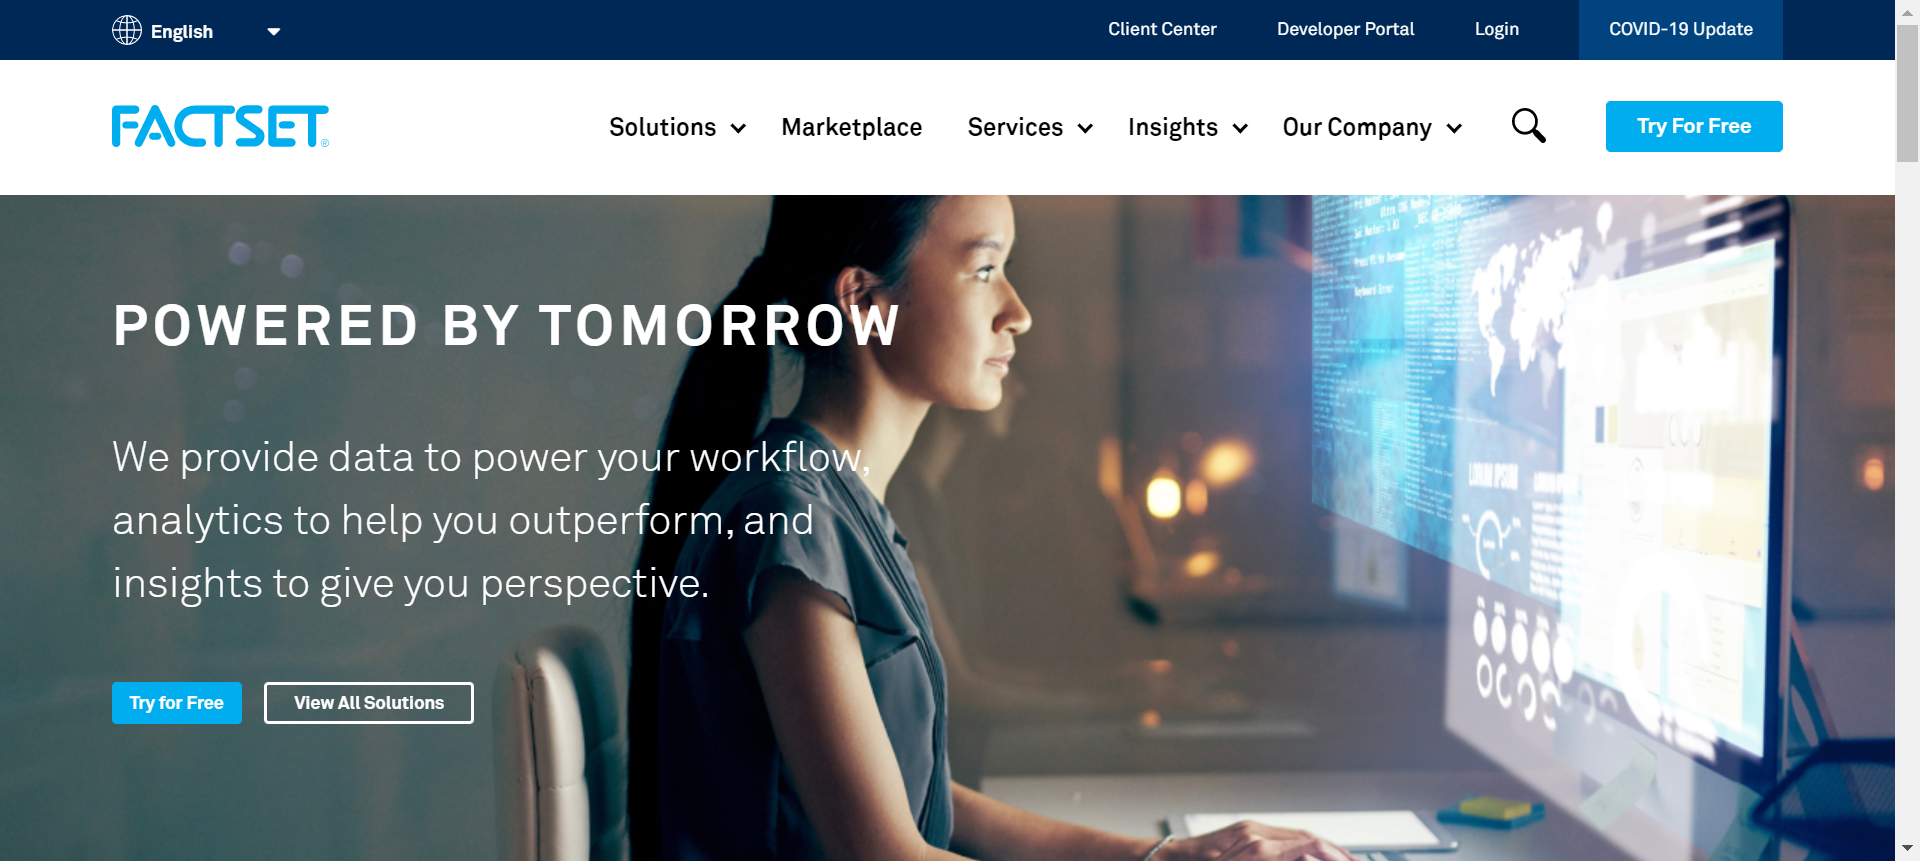 English
Client Center
Developer Portal
Login
COVID-19 Update
FACTSET®
Solutions
Marketplace
Services
Insights
Our Company
Try For Free
POWERED BY TOMORROW
We provide data to power your workflow,
analytics to help you outperform, and
insights to give you perspective.
Try for Free
View All Solutions
LORUM IPSUM